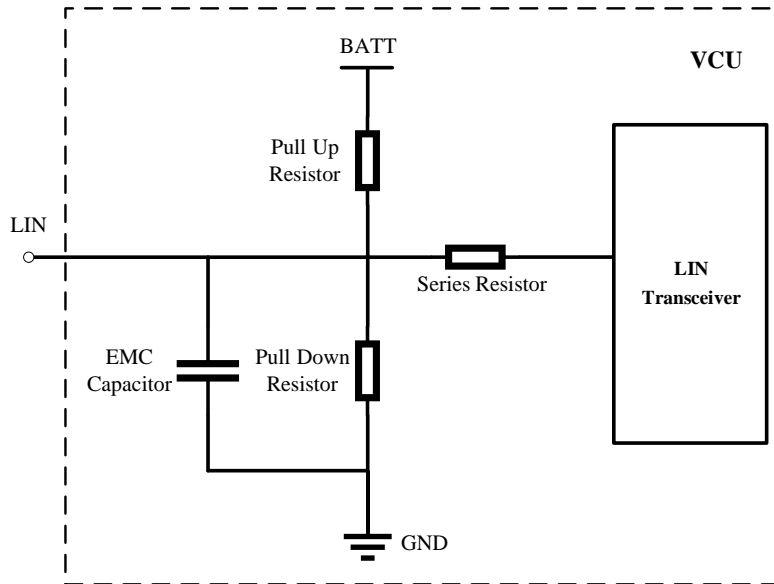 BATT
VCU
Pull Up
Resistor
LIN
Series Resistor
LIN
Transceiver
EMC
Capacitor
Pull Down
Resistor
GND